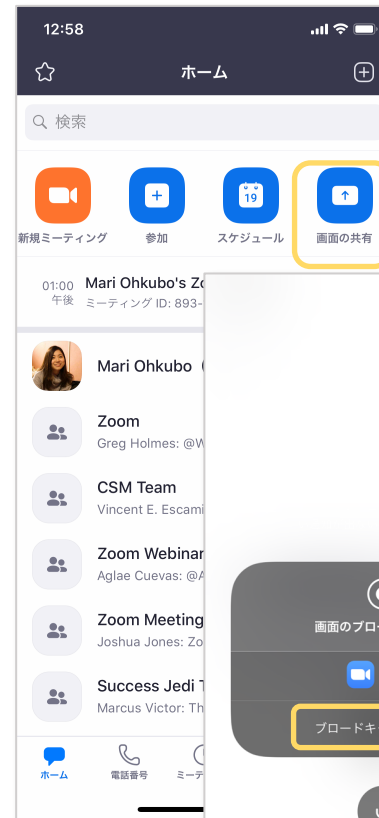 12:58
ホーム
検索
19
新規ミーティング
参加
スケジュール
画面の共有
01:00 Mari Ohkubo's Zo
午後 ミーティング ID: 893-
Mari Ohkubo
Zoom
Greg Holmes: @W
CSM Team
Vincent E. Escami
Zoom Webinar
Aglae Cuevas: @A
Zoom Meeting
Joshua Jones: Zo
Success Jedi T
Marcus Victor: Th
画面のブロー
ブロードキ
ホーム
電話番号
ミーテ